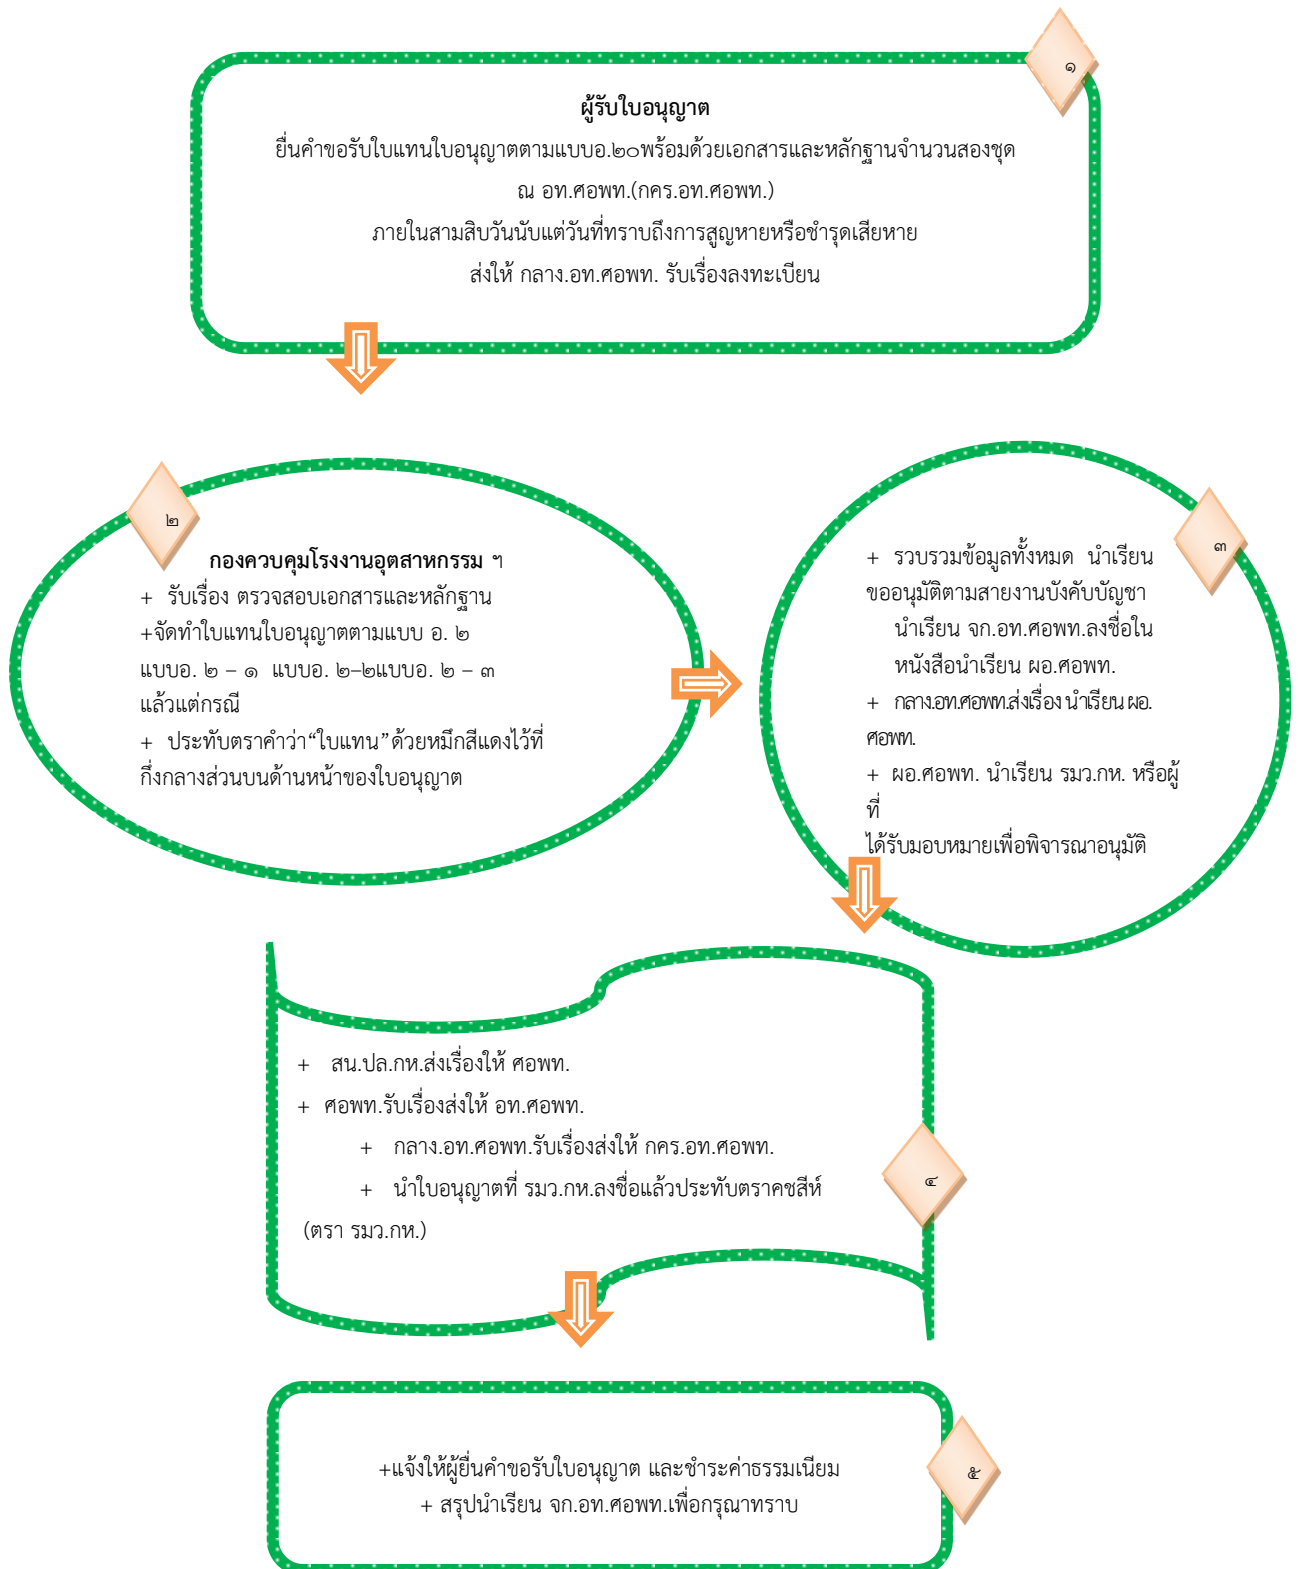 ๑
ผู้รับใบอนุญาต
ยื่นคำขอรับใบแทนใบอนุญาตตามแบบอ.๒๐พร้อมด้วยเอกสารและหลักฐานจำนวนสองชุด
ณ อท.ศอพท.(กคร.อท.ศอพท.)
ภายในสามสิบวันนับแต่วันที่ทราบถึงการสูญหายหรือชำรุดเสียหาย
ส่งให้ กลาง.อท.ศอพท. รับเรื่องลงทะเบียน
๒
กองควบคุมโรงงานอุตสาหกรรม ฯ
+ รับเรื่อง ตรวจสอบเอกสารและหลักฐาน
+จัดทำใบแทนใบอนุญาตตามแบบ อ. ๒
แบบอ. ๒ – ๑ แบบอ. ๒–๒แบบอ. ๒ – ๓
แล้วแต่กรณี
+ ประทับตราคำว่า“ใบแทน”ด้วยหมึกสีแดงไว้ที่
กึ่งกลางส่วนบนด้านหน้าของใบอนุญาต
๓
+ รวบรวมข้อมูลทั้งหมด นำเรียน
ขออนุมัติตามสายงานบังคับบัญชา
นำเรียน จก.อท.ศอพท.ลงชื่อใน
หนังสือนำเรียน ผอ.ศอพท.
+ กลาง.อท.ศอพท.ส่งเรื่อง นำเรียน ผอ.
ศอพท.
+ ผอ.ศอพท. นำเรียน รมว.กห. หรือผู้
ที่
ได้รับมอบหมายเพื่อพิจารณาอนุมัติ
+ สน.ปล.กห.ส่งเรื่องให้ ศอพท.
+ ศอพท.รับเรื่องส่งให้ อท.ศอพท.
+ กลาง.อท.ศอพท.รับเรื่องส่งให้ กคร.อท.ศอพท.
+ นำใบอนุญาตที่ รมว.กห.ลงชื่อแล้วประทับตราคชสีห์
(ตรา รมว.กห.)
๔
+แจ้งให้ผู้ยื่นคำขอรับใบอนุญาต และชำระค่าธรรมเนียม
+ สรุปนำเรียน จก.อท.ศอพท.เพื่อกรุณาทราบ
๕